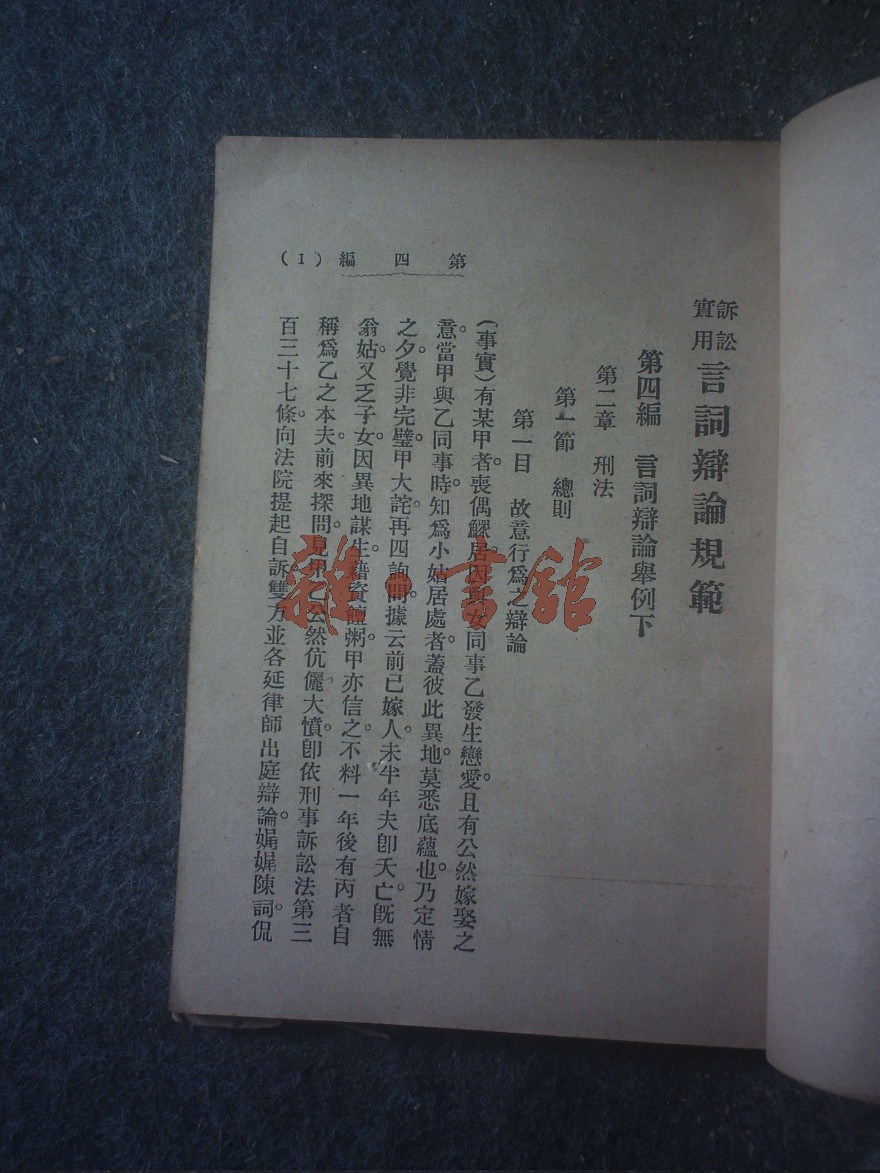 訴訟實用 言詞辯論規範
第四編 言詞辯論舉例下
第二章 刑法
第一節 總則
第一目 故意行爲之辯論
(事實)有某甲者。喪偶鰥居。因與女同事乙發生戀愛。且有公然嫁娶之
意。當甲與乙同事時。知爲小姑居處者。蓋彼此異地。莫悉底蘊也。乃定情
之夕。覺非完璧。甲大詫。再四詢問。據云前已嫁人。未半年夫卽夭亡。旣無
翁姑。又乏子女。因異地謀生。藉資饘粥。甲亦信之。不料一年後有丙者。自
稱爲乙之本夫。前來探問。見甲乙公然伉儷。大憤。卽依刑事訴訟法第三
百三十七條。向法院提起自訴。雙方並各延律師出庭辯論。娓娓陳詞。侃
第四編 (1)
雜·書館